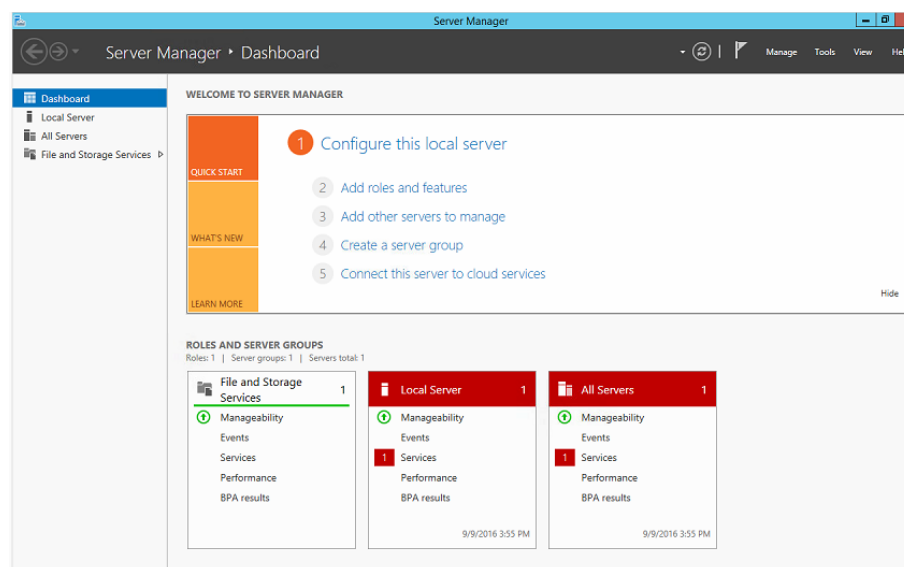 Server Manager
Server Manager • Dashboard
Manage Tools View
Dashboard
Local Server
All Servers
File and Storage Services
WELCOME TO SERVER MANAGER
QUICK START
WHAT'S NEW
LEARN MORE
1 Configure this local server
2 Add roles and features
3 Add other servers to manage
4 Create a server group
5 Connect this server to cloud services
Hide
ROLES AND SERVER GROUPS
Roles: 1 | Server groups: 1 | Servers total: 1
File and Storage
Services
1
Manageability
Events
Services
Performance
BPA results
Local Server 1
Manageability
Events
1 Services
Performance
BPA results
9/9/2016 3:55 PM
All Servers 1
Manageability
Events
1 Services
Performance
BPA results
9/9/2016 3:55 PM